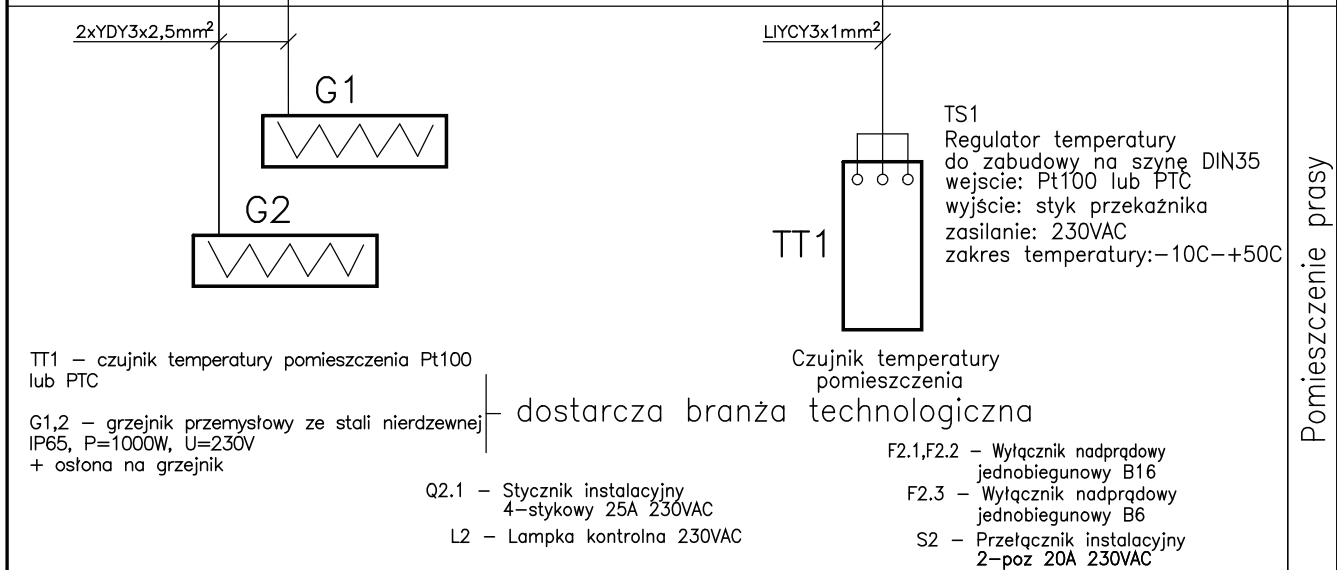 2xYDY3x2,5mm²
LIYCY3x1mm²
G1
G2
TS1
Regulator temperatury
do zabudowy na szynę DIN35
wejscie: Pt100 lub PTC
wyjście: styk przekaźnika
zasilanie: 230VAC
zakres temperatury:-10C-+50C
TT1
Pomieszczenie prasy
TT1 – czujnik temperatury pomieszczenia Pt100
lub PTC
Czujnik temperatury
pomieszczenia
G1,2 – grzejnik przemysłowy ze stali nierdzewnej
IP65, P=1000W, U=230V
+ osłona na grzejnik
dostarcza branża technologiczna
Q2.1 – Stycznik instalacyjny
4-stykowy 25A 230VAC
L2 – Lampka kontrolna 230VAC
F2.1,F2.2 – Wyłącznik nadprądowy
jednobiegunowy B16
F2.3 – Wyłącznik nadprądowy
jednobiegunowy B6
S2 – Przełącznik instalacyjny
2-poz 20A 230VAC